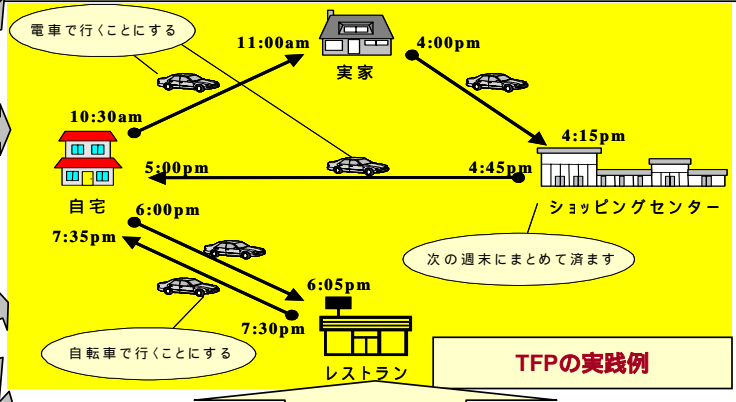 電車で行くことにする
11:00am
4:00pm
実家
10:30am
4:15pm
5:00pm
4:45pm
自宅
ショッピングセンター
6:00pm
7:35pm
次の週末にまとめて済ます
6:05pm
7:30pm
自転車で行くことにする
レストラン
TFPの実践例